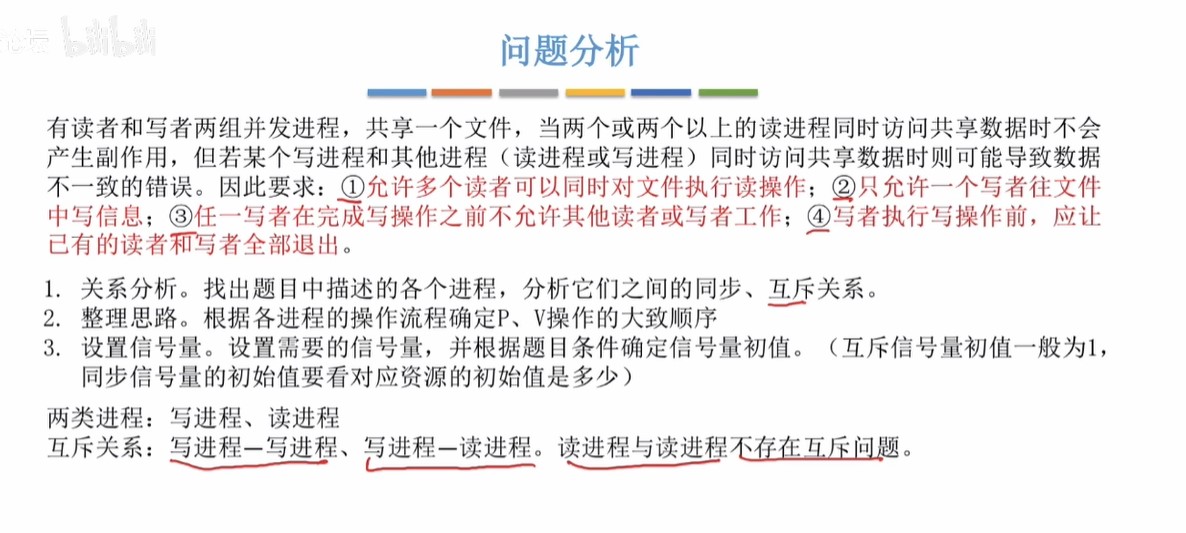 论坛 bilibili
问题分析
有读者和写者两组并发进程，共享一个文件，当两个或两个以上的读进程同时访问共享数据时不会
产生副作用，但若某个写进程和其他进程（读进程或写进程）同时访问共享数据时则可能导致数据
不一致的错误。因此要求：①允许多个读者可以同时对文件执行读操作；②只允许一个写者往文件
中写信息；③任一写者在完成写操作之前不允许其他读者或写者工作；④写者执行写操作前，应让
已有的读者和写者全部退出。
1. 关系分析。找出题目中描述的各个进程，分析它们之间的同步、互斥关系。
2. 整理思路。根据各进程的操作流程确定P、V操作的大致顺序
3. 设置信号量。设置需要的信号量，并根据题目条件确定信号量初值。（互斥信号量初值一般为1，
同步信号量的初始值要看对应资源的初始值是多少）
两类进程：写进程、读进程
互斥关系：写进程—写进程、写进程—读进程。读进程与读进程不存在互斥问题。